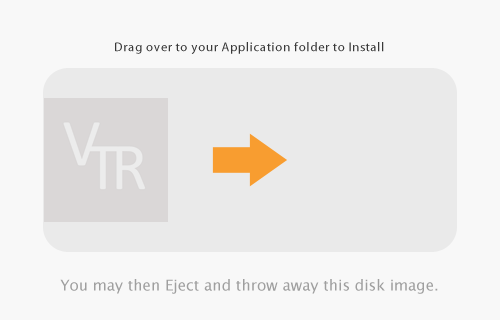 Drag over to your Application folder to Install
VTR
You may then Eject and throw away this disk image.